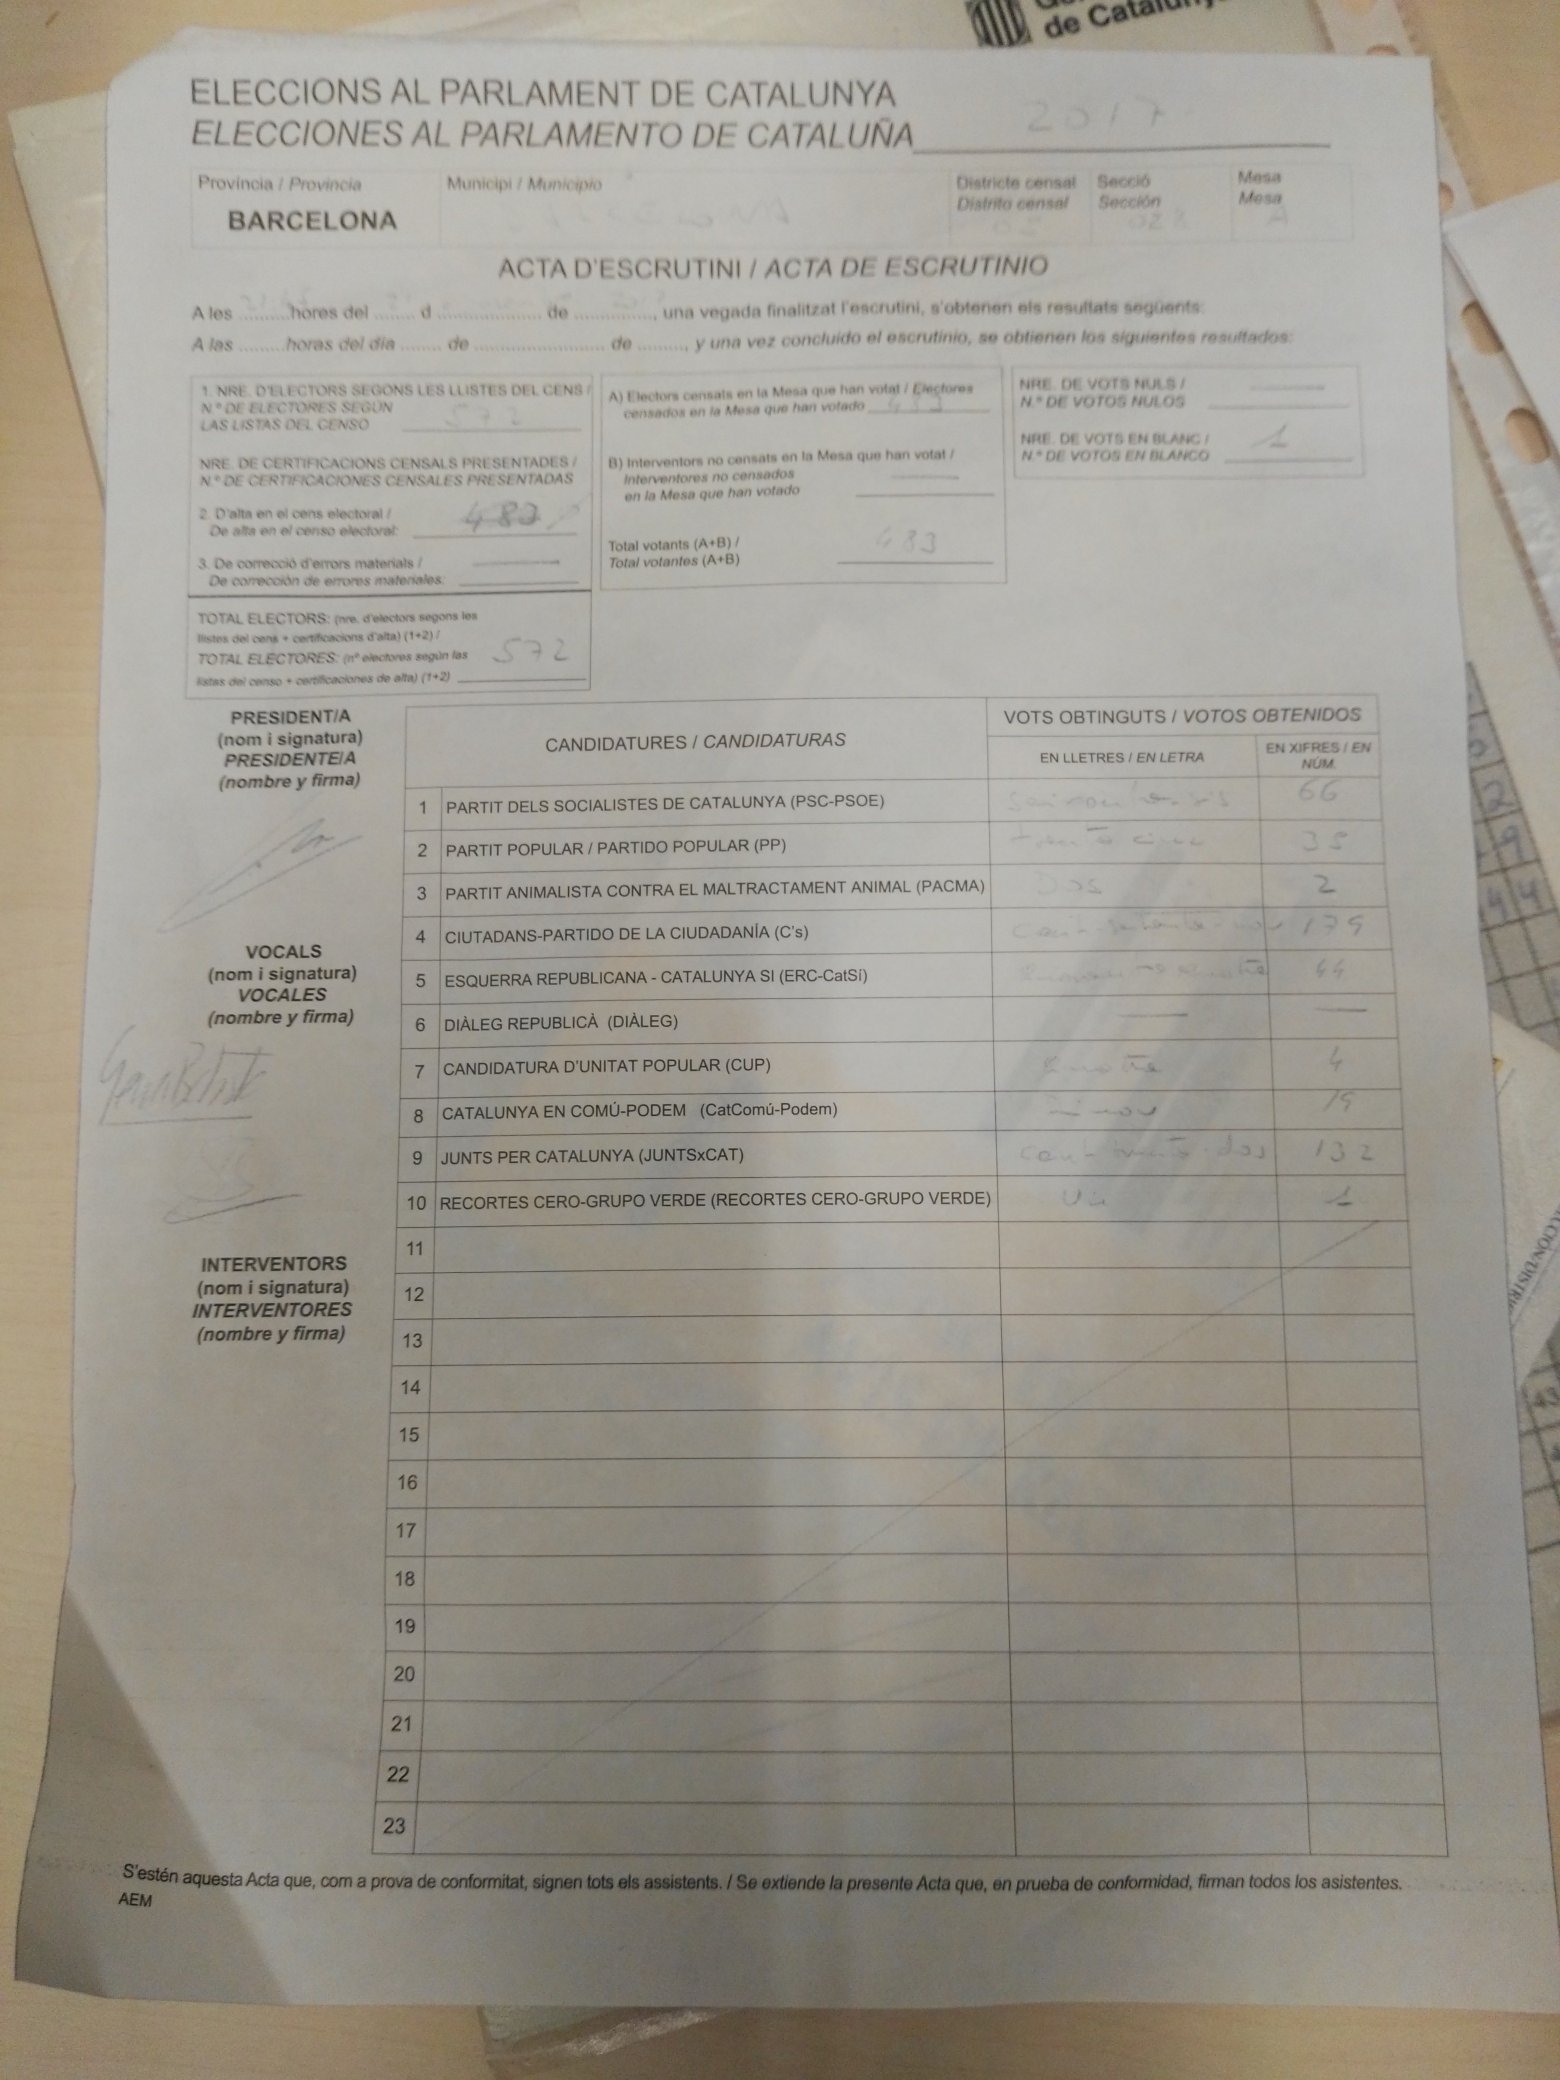 de Catalunya
ELECCIONS AL PARLAMENT DE CATALUNYA
ELECCIONES AL PARLAMENTO DE CATALUÑA 2017
Província / Provincia Municipi / Municipio Districte censal Secció Mesa
Distrito censal Sección Mesa
BARCELONA A
ACTA D'ESCRUTINI / ACTA DE ESCRUTINIO
A les .......... hores del ........ d ..................... de ..............., una vegada finalitzat l'escrutini, s'obtenen els resultats següents:
A las ......... horas del día ........ de .......................... de ........., y una vez concluido el escrutinio, se obtienen los siguientes resultados:
1. NRE. D'ELECTORS SEGONS LES LLISTES DEL CENS /
N.º DE ELECTORES SEGÚN
LAS LISTAS DEL CENSO 572
NRE. DE CERTIFICACIONS CENSALS PRESENTADES /
N.º DE CERTIFICACIONES CENSALES PRESENTADAS
2. D'alta en el cens electoral /
De alta en el censo electoral: 483
3. De correcció d'errors materials /
De corrección de errores materiales:
TOTAL ELECTORS: (nre. d'electors segons les
llistes del cens + certificacions d'alta) (1+2) /
TOTAL ELECTORES: (nº electores según las
listas del censo + certificaciones de alta) (1+2) 572
A) Electors censats en la Mesa que han votat / Electores
censados en la Mesa que han votado 483
B) Interventors no censats en la Mesa que han votat /
Interventores no censados
en la Mesa que han votado
Total votants (A+B) /
Total votantes (A+B) 483
NRE. DE VOTS NULS /
N.º DE VOTOS NULOS
NRE. DE VOTS EN BLANC /
N.º DE VOTOS EN BLANCO 1
PRESIDENT/A
(nom i signatura)
PRESIDENTE/A
(nombre y firma)
VOCALS
(nom i signatura)
VOCALES
(nombre y firma)
INTERVENTORS
(nom i signatura)
INTERVENTORES
(nombre y firma)
CANDIDATURES / CANDIDATURAS VOTS OBTINGUTS / VOTOS OBTENIDOS
EN LLETRES / EN LETRA EN XIFRES / EN
NÚM.
1 PARTIT DELS SOCIALISTES DE CATALUNYA (PSC-PSOE) 66
2 PARTIT POPULAR / PARTIDO POPULAR (PP) 35
3 PARTIT ANIMALISTA CONTRA EL MALTRACTAMENT ANIMAL (PACMA) Dos 2
4 CIUTADANS-PARTIDO DE LA CIUDADANÍA (C's) 179
5 ESQUERRA REPUBLICANA - CATALUNYA SI (ERC-CatSí) 44
6 DIÀLEG REPUBLICÀ (DIÀLEG) —
7 CANDIDATURA D'UNITAT POPULAR (CUP) 4
8 CATALUNYA EN COMÚ-PODEM (CatComú-Podem) 19
9 JUNTS PER CATALUNYA (JUNTSxCAT) 132
10 RECORTES CERO-GRUPO VERDE (RECORTES CERO-GRUPO VERDE) 1
11
12
13
14
15
16
17
18
19
20
21
22
23
S'estén aquesta Acta que, com a prova de conformitat, signen tots els assistents. / Se extiende la presente Acta que, en prueba de conformidad, firman todos los asistentes.
AEM